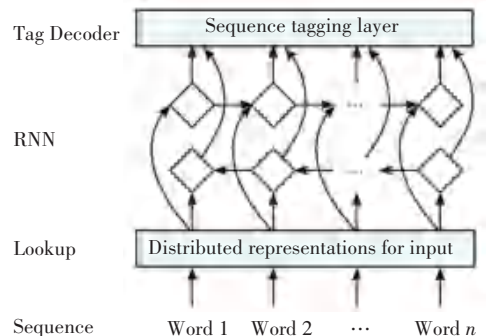 Tag Decoder Sequence tagging layer
...
RNN
...
Lookup Distributed representations for input
Sequence Word 1 Word 2 ... Word n